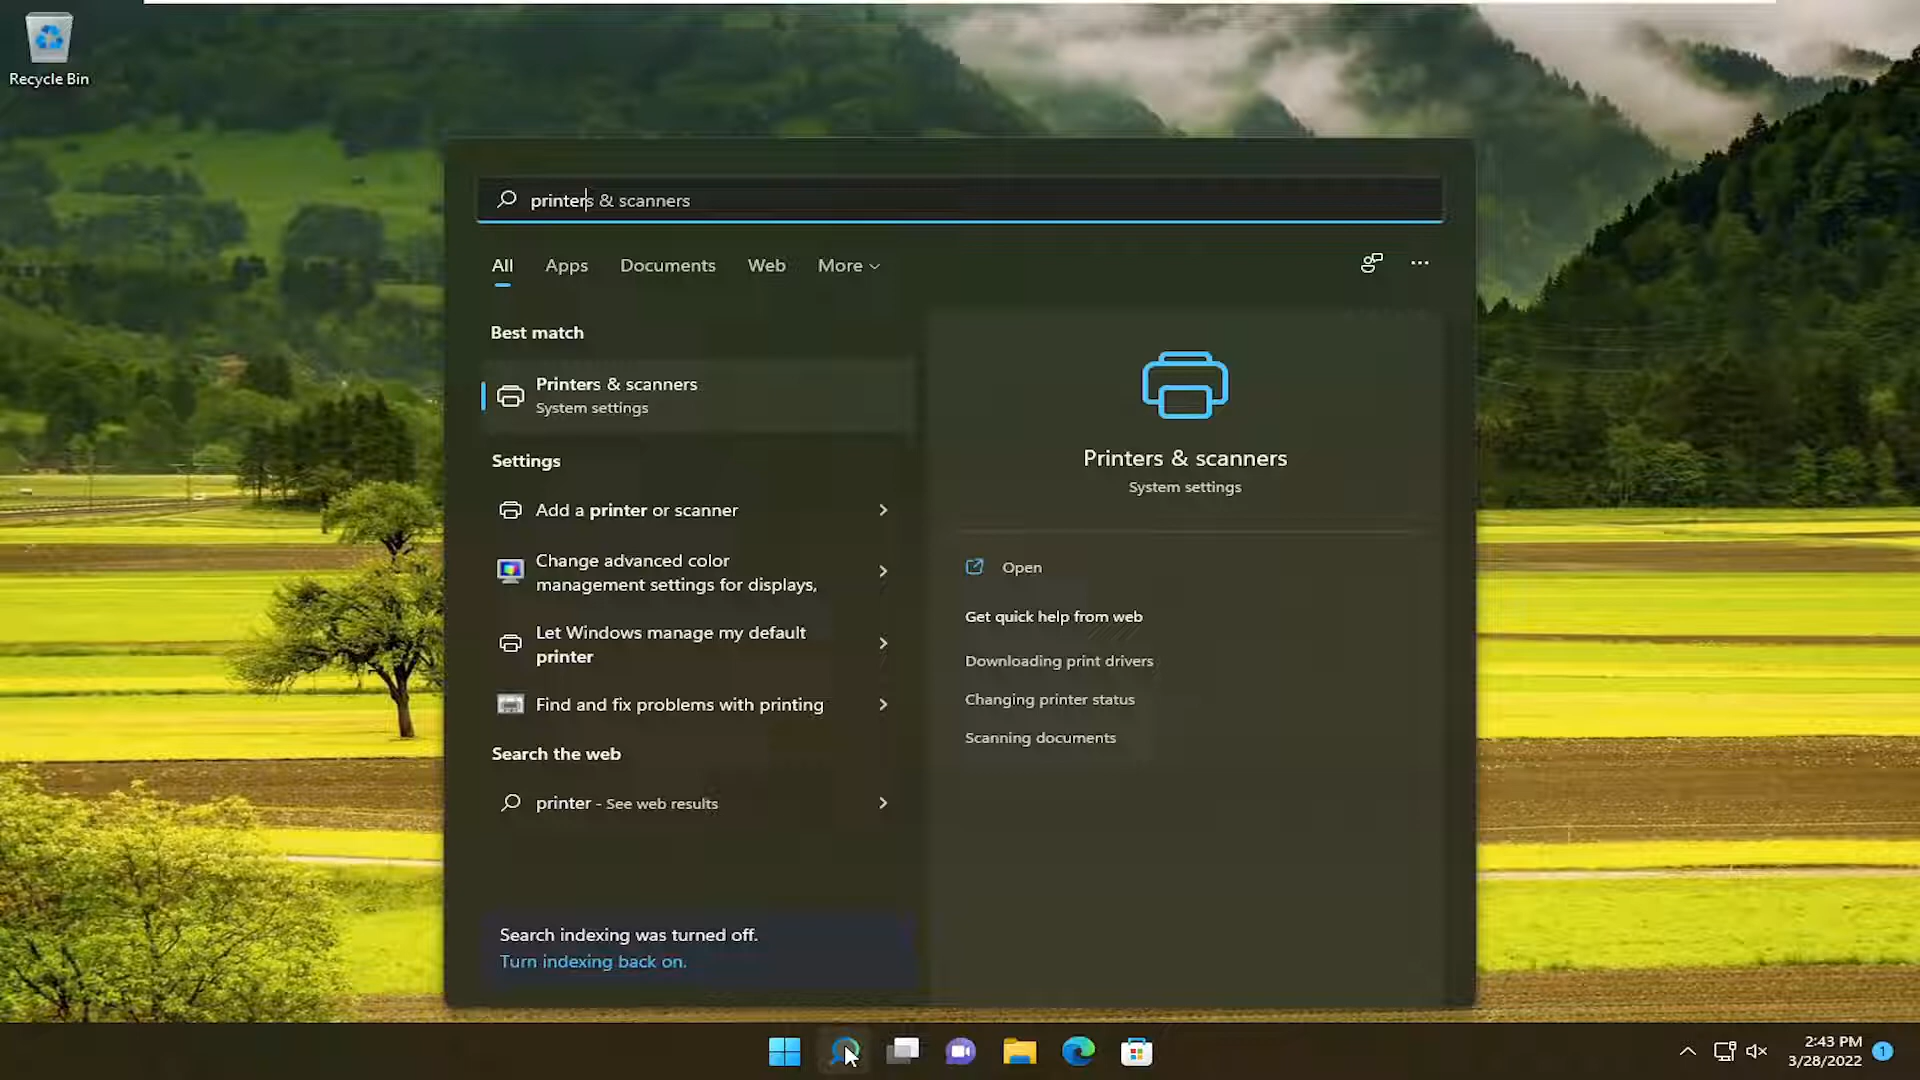 Recycle Bin
printers & scanners
All Apps Documents Web More
Best match
Printers & scanners
System settings
Settings
Add a printer or scanner
Change advanced color
management settings for displays,
Let Windows manage my default
printer
Find and fix problems with printing
Search the web
printer - See web results
Search indexing was turned off.
Turn indexing back on.
Printers & scanners
System settings
Open
Get quick help from web
Downloading print drivers
Changing printer status
Scanning documents
2:43 PM
3/28/2022
1